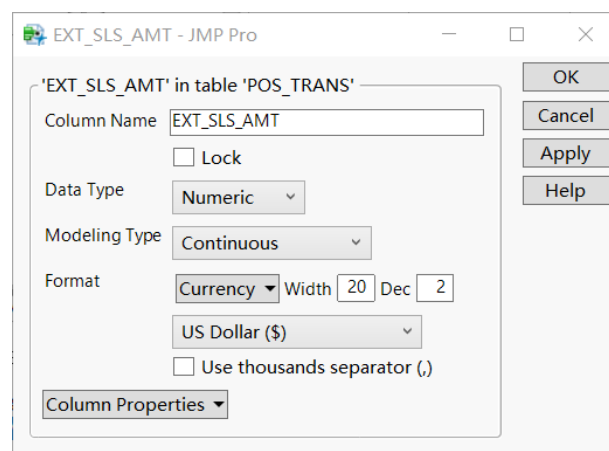 EXT_SLS_AMT - JMP Pro
'EXT_SLS_AMT' in table 'POS_TRANS'
OK
Column Name EXT_SLS_AMT
Cancel
Lock
Apply
Data Type Numeric
Help
Modeling Type Continuous
Format Currency Width 20 Dec 2
US Dollar ($)
Use thousands separator (,)
Column Properties